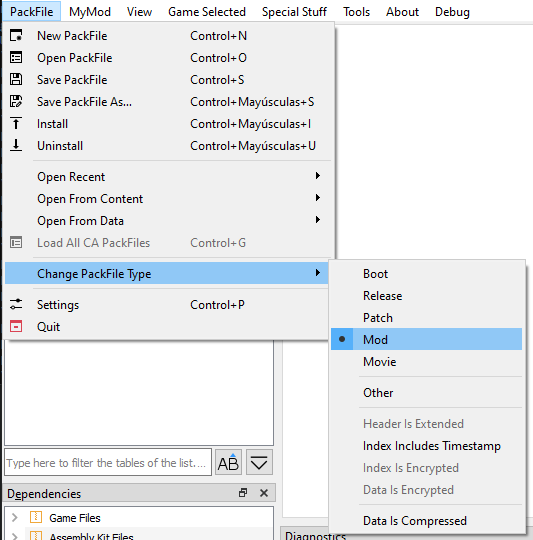 PackFile MyMod View Game Selected Special Stuff Tools About Debug
New PackFile Control+N
Open PackFile Control+O
Save PackFile Control+S
Save PackFile As... Control+Mayúsculas+S
Install Control+Mayúsculas+I
Uninstall Control+Mayúsculas+U
Open Recent
Open From Content
Open From Data
Load All CA PackFiles Control+G
Change PackFile Type
Settings Control+P
Quit
Boot
Release
Patch
Mod
Movie
Other
Header Is Extended
Index Includes Timestamp
Index Is Encrypted
Data Is Encrypted
Data Is Compressed
Type here to filter the tables of the list....
AB
Dependencies
Game Files
Assembly Kit Files
Diagnostics